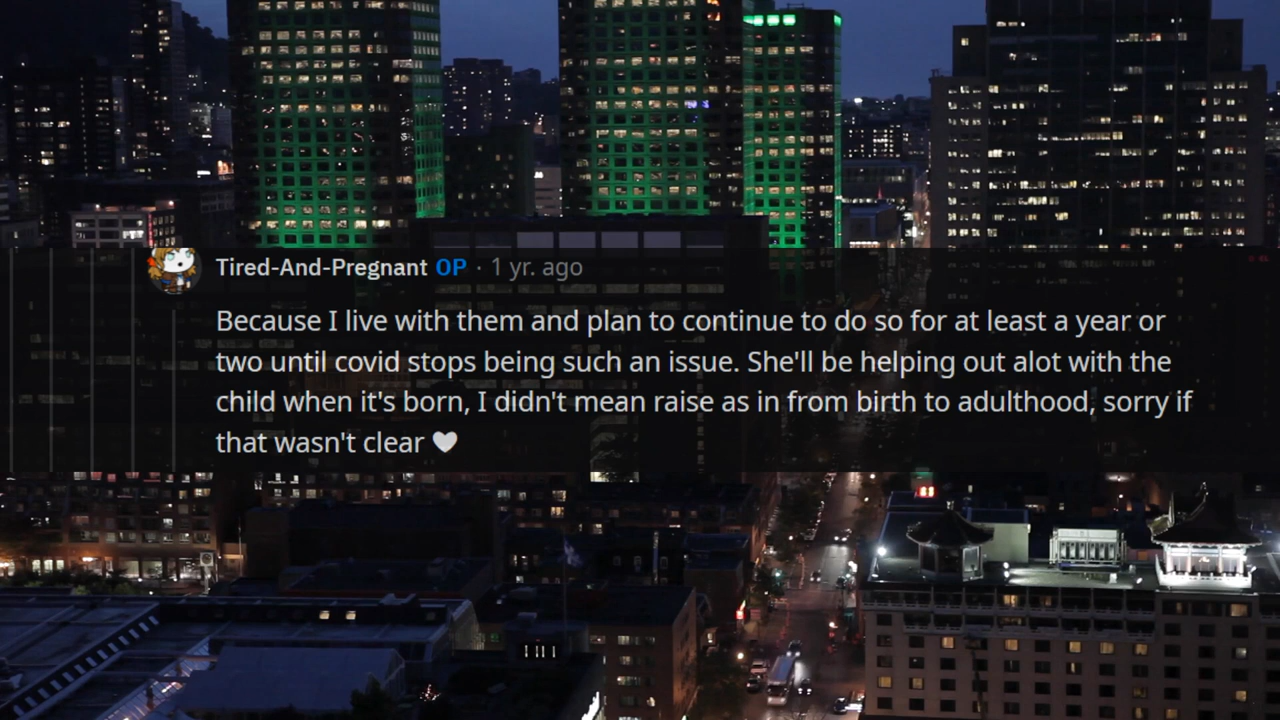 Tired-And-Pregnant OP · 1 yr. ago
Because I live with them and plan to continue to do so for at least a year or
two until covid stops being such an issue. She'll be helping out alot with the
child when it's born, I didn't mean raise as in from birth to adulthood, sorry if
that wasn't clear 🤍